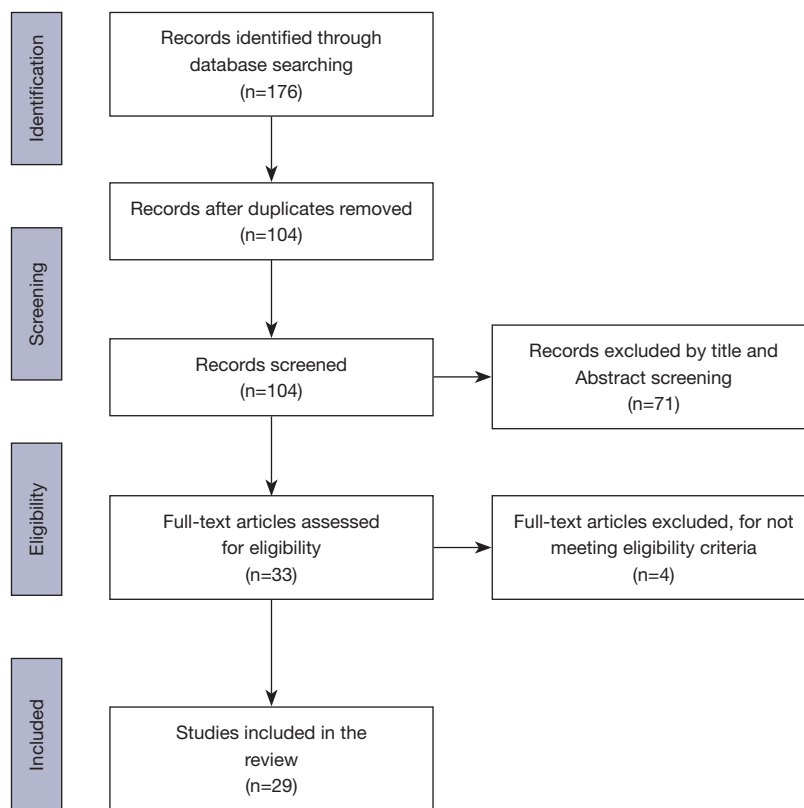 Identification
Records identified through
database searching
(n=176)
Records after duplicates removed
(n=104)
Screening
Records screened
(n=104)
Records excluded by title and
Abstract screening
(n=71)
Eligibility
Full-text articles assessed
for eligibility
(n=33)
Full-text articles excluded, for not
meeting eligibility criteria
(n=4)
Included
Studies included in the
review
(n=29)